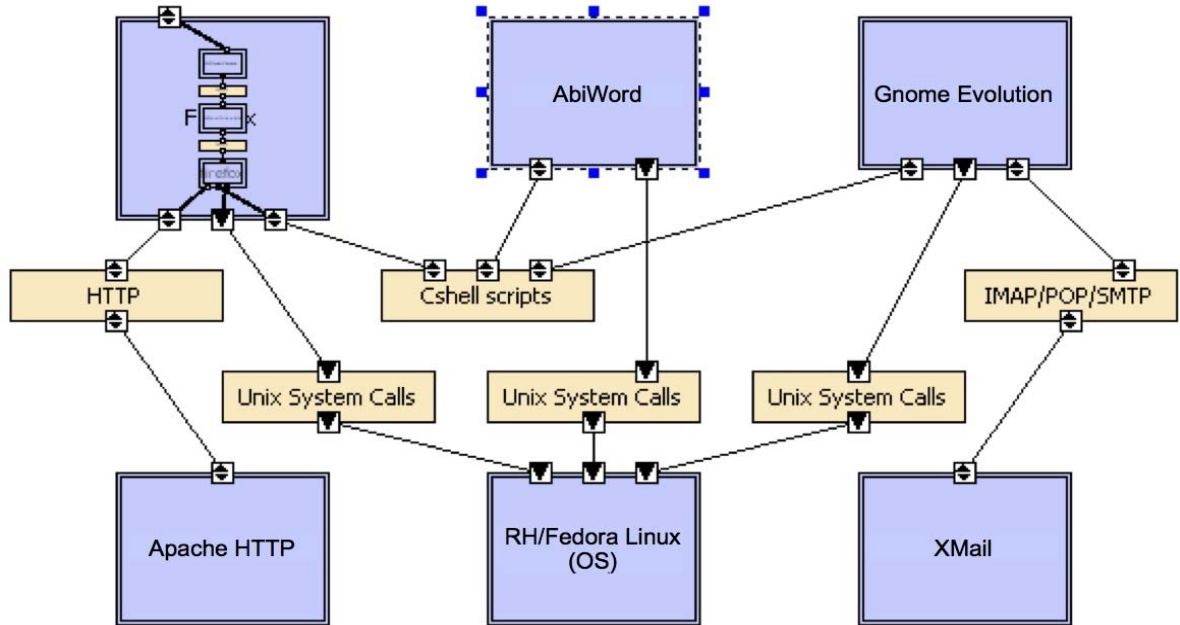 AbiWord
Gnome Evolution
F x
firefox
HTTP
Cshell scripts
IMAP/POP/SMTP
Unix System Calls
Unix System Calls
Unix System Calls
Apache HTTP
RH/Fedora Linux
(OS)
XMail